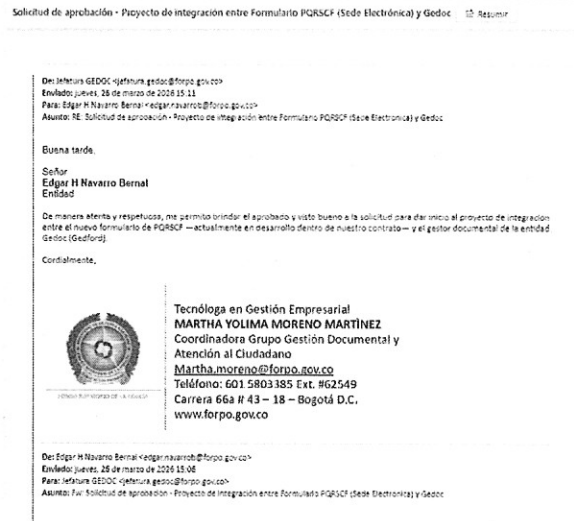 Solicitud de aprobación - Proyecto de integración entre Formulario PQRSCF (Sede Electrónica) y Gedoc Resumir
De: Jefatura GEDOC <jefatura.gedoc@forpo.gov.co>
Enviado: jueves, 26 de marzo de 2026 15:11
Para: Edgar H Navarro Bernal <edgar.navarrob@forpo.gov.co>
Asunto: RE: Solicitud de aprobación - Proyecto de integración entre Formulario PQRSCF (Sede Electrónica) y Gedoc
Buena tarde,
Señor
Edgar H Navarro Bernal
Entidad
De manera atenta y respetuosa, me permito brindar el aprobado y visto bueno a la solicitud para dar inicio al proyecto de integración
entre el nuevo formulario de PQRSCF —actualmente en desarrollo dentro de nuestro contrato— y el gestor documental de la entidad
Gedoc (Gedford).
Cordialmente,
Tecnóloga en Gestión Empresarial
MARTHA YOLIMA MORENO MARTÌNEZ
Coordinadora Grupo Gestión Documental y
Atención al Ciudadano
Martha.moreno@forpo.gov.co
Teléfono: 601 5803385 Ext. #62549
Carrera 66a # 43 – 18 – Bogotá D.C.
www.forpo.gov.co
De: Edgar H Navarro Bernal <edgar.navarrob@forpo.gov.co>
Enviado: jueves, 26 de marzo de 2026 15:06
Para: Jefatura GEDOC <jefatura.gedoc@forpo.gov.co>
Asunto: Fw: Solicitud de aprobación - Proyecto de integración entre Formulario PQRSCF (Sede Electrónica) y Gedoc